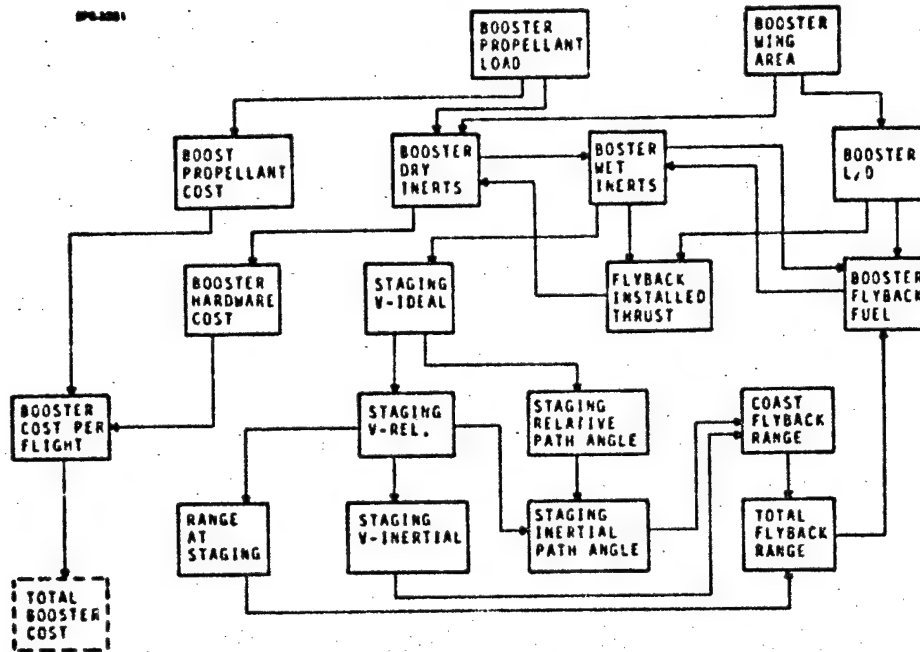 BOOSTER
PROPELLANT
LOAD
BOOSTER
WING
AREA
BOOST
PROPELLANT
COST
BOOSTER
DRY
INERTS
BOSTER
WET
INERTS
BOOSTER
L/D
BOOSTER
HARDWARE
COST
STAGING
V-IDEAL
FLYBACK
INSTALLED
THRUST
BOOSTER
FLYBACK
FUEL
BOOSTER
COST PER
FLIGHT
STAGING
V-REL.
STAGING
RELATIVE
PATH ANGLE
COAST
FLYBACK
RANGE
RANGE
AT
STAGING
STAGING
V-INERTIAL
STAGING
INERTIAL
PATH ANGLE
TOTAL
FLYBACK
RANGE
TOTAL
BOOSTER
COST